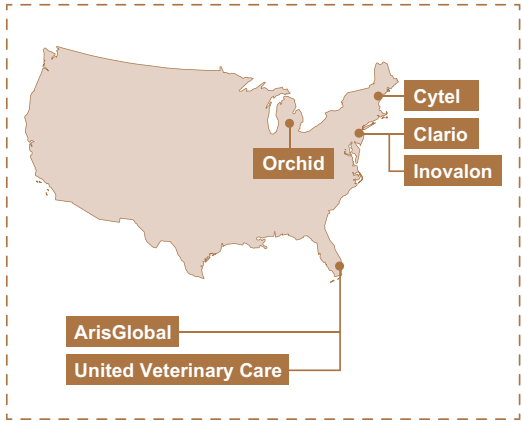 Cytel
Clario
Orchid
Inovalon
ArisGlobal
United Veterinary Care